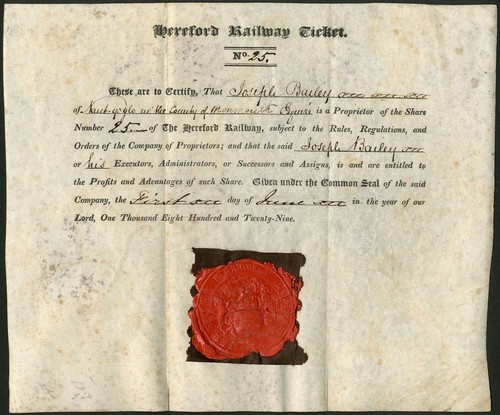 Hereford Railway Ticket.
No. 25.
These are to Certify, That Joseph Bailey
of Nantyglo in the County of Monmouth Esquire is a Proprietor of the Share
Number 25 of The Hereford Railway, subject to the Rules, Regulations, and
Orders of the Company of Proprietors; and that the said Joseph Bailey
or his Executors, Administrators, or Successors and Assigns, is and are entitled to
the Profits and Advantages of such Share. Given under the Common Seal of the said
Company, the First day of June in the year of our
Lord, One Thousand Eight Hundred and Twenty-Nine.